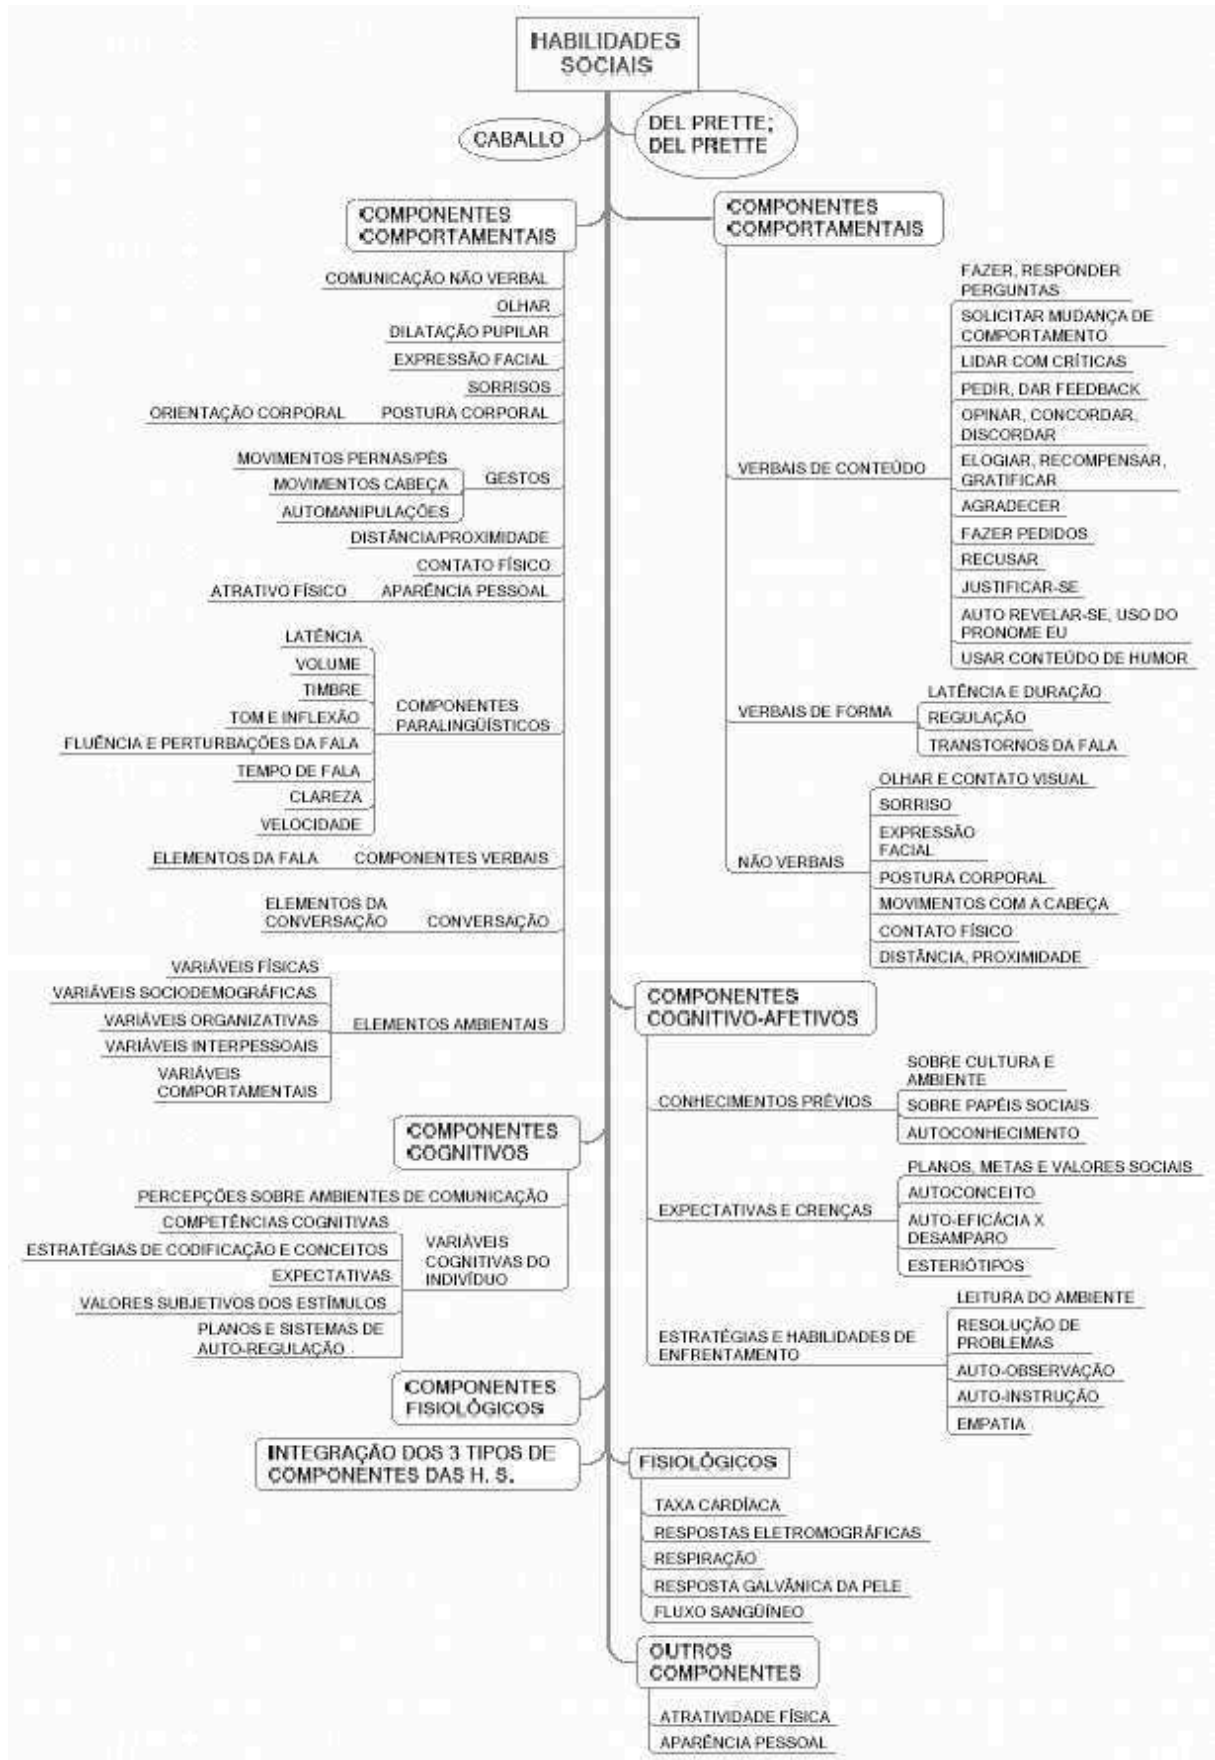 HABILIDADES
SOCIAIS
CABALLO
DEL PRETTE;
DEL PRETTE
COMPONENTES
COMPORTAMENTAIS
COMUNICAÇÃO NÃO VERBAL
OLHAR
DILATAÇÃO PUPILAR
EXPRESSÃO FACIAL
SORRISOS
ORIENTAÇÃO CORPORAL POSTURA CORPORAL
MOVIMENTOS PERNAS/PÉS
MOVIMENTOS CABEÇA
AUTOMANIPULAÇÕES
GESTOS
DISTÂNCIA/PROXIMIDADE
CONTATO FÍSICO
ATRATIVO FÍSICO APARÊNCIA PESSOAL
LATÊNCIA
VOLUME
TIMBRE
TOM E INFLEXÃO
FLUÊNCIA E PERTURBAÇÕES DA FALA
TEMPO DE FALA
CLAREZA
VELOCIDADE
COMPONENTES
PARALINGÜÍSTICOS
ELEMENTOS DA FALA COMPONENTES VERBAIS
ELEMENTOS DA
CONVERSAÇÃO CONVERSAÇÃO
VARIÁVEIS FÍSICAS
VARIÁVEIS SOCIODEMOGRÁFICAS
VARIÁVEIS ORGANIZATIVAS
VARIÁVEIS INTERPESSOAIS
VARIÁVEIS
COMPORTAMENTAIS
ELEMENTOS AMBIENTAIS
COMPONENTES
COGNITIVOS
PERCEPÇÕES SOBRE AMBIENTES DE COMUNICAÇÃO
COMPETÊNCIAS COGNITIVAS
ESTRATÉGIAS DE CODIFICAÇÃO E CONCEITOS
EXPECTATIVAS
VALORES SUBJETIVOS DOS ESTÍMULOS
PLANOS E SISTEMAS DE
AUTO-REGULAÇÃO
VARIÁVEIS
COGNITIVAS DO
INDIVÍDUO
COMPONENTES
FISIOLÓGICOS
INTEGRAÇÃO DOS 3 TIPOS DE
COMPONENTES DAS H. S.
COMPONENTES
COMPORTAMENTAIS
VERBAIS DE CONTEÚDO
FAZER, RESPONDER
PERGUNTAS
SOLICITAR MUDANÇA DE
COMPORTAMENTO
LIDAR COM CRÍTICAS
PEDIR, DAR FEEDBACK
OPINAR, CONCORDAR,
DISCORDAR
ELOGIAR, RECOMPENSAR,
GRATIFICAR
AGRADECER
FAZER PEDIDOS
RECUSAR
JUSTIFICAR-SE
AUTO REVELAR-SE, USO DO
PRONOME EU
USAR CONTEÚDO DE HUMOR
VERBAIS DE FORMA
LATÊNCIA E DURAÇÃO
REGULAÇÃO
TRANSTORNOS DA FALA
NÃO VERBAIS
OLHAR E CONTATO VISUAL
SORRISO
EXPRESSÃO
FACIAL
POSTURA CORPORAL
MOVIMENTOS COM A CABEÇA
CONTATO FÍSICO
DISTÂNCIA, PROXIMIDADE
COMPONENTES
COGNITIVO-AFETIVOS
CONHECIMENTOS PRÉVIOS
SOBRE CULTURA E
AMBIENTE
SOBRE PAPÉIS SOCIAIS
AUTOCONHECIMENTO
EXPECTATIVAS E CRENÇAS
PLANOS, METAS E VALORES SOCIAIS
AUTOCONCEITO
AUTO-EFICÁCIA X
DESAMPARO
ESTERIÓTIPOS
ESTRATÉGIAS E HABILIDADES DE
ENFRENTAMENTO
LEITURA DO AMBIENTE
RESOLUÇÃO DE
PROBLEMAS
AUTO-OBSERVAÇÃO
AUTO-INSTRUÇÃO
EMPATIA
FISIOLÓGICOS
TAXA CARDÍACA
RESPOSTAS ELETROMOGRÁFICAS
RESPIRAÇÃO
RESPOSTA GALVÂNICA DA PELE
FLUXO SANGÜÍNEO
OUTROS
COMPONENTES
ATRATIVIDADE FÍSICA
APARÊNCIA PESSOAL